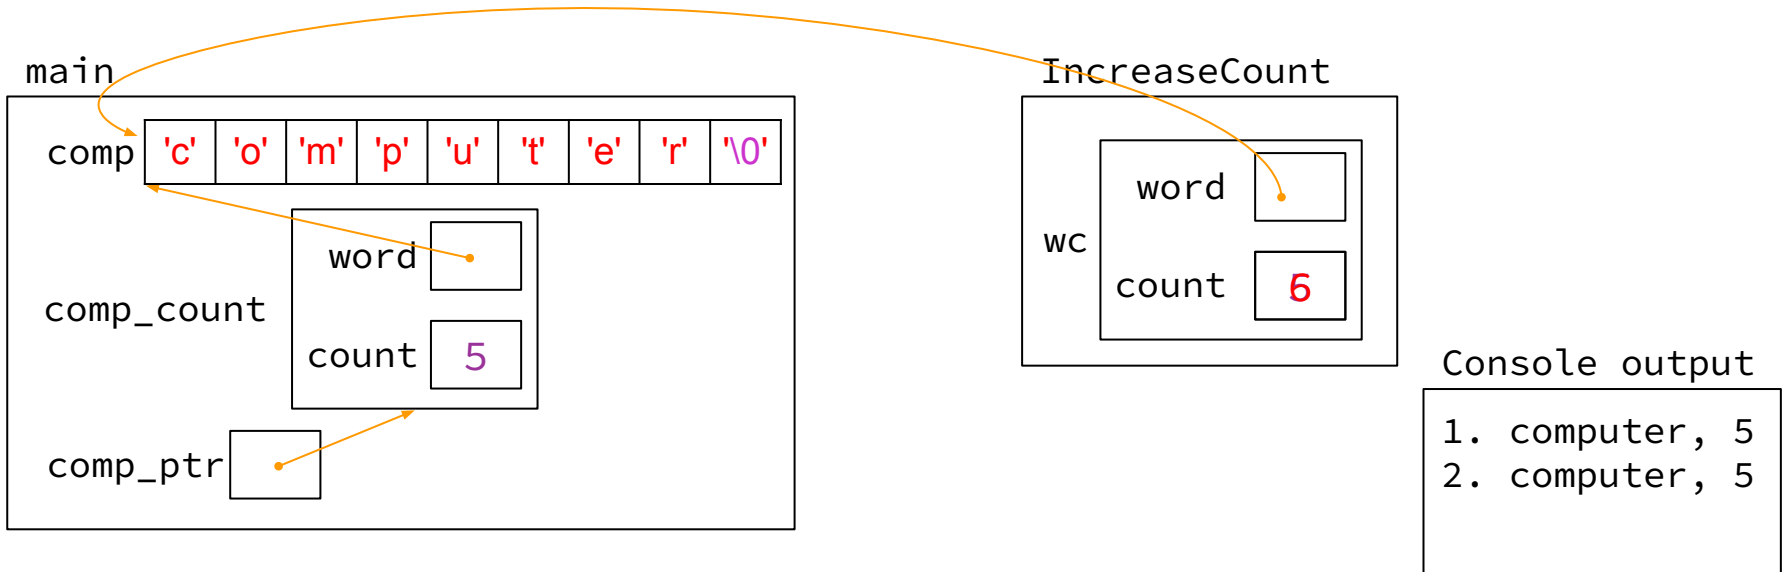 main
comp 'c' 'o' 'm' 'p' 'u' 't' 'e' 'r' '\0'
word
comp_count
count 5
comp_ptr
IncreaseCount
word
wc
count 6
Console output
1. computer, 5
2. computer, 5